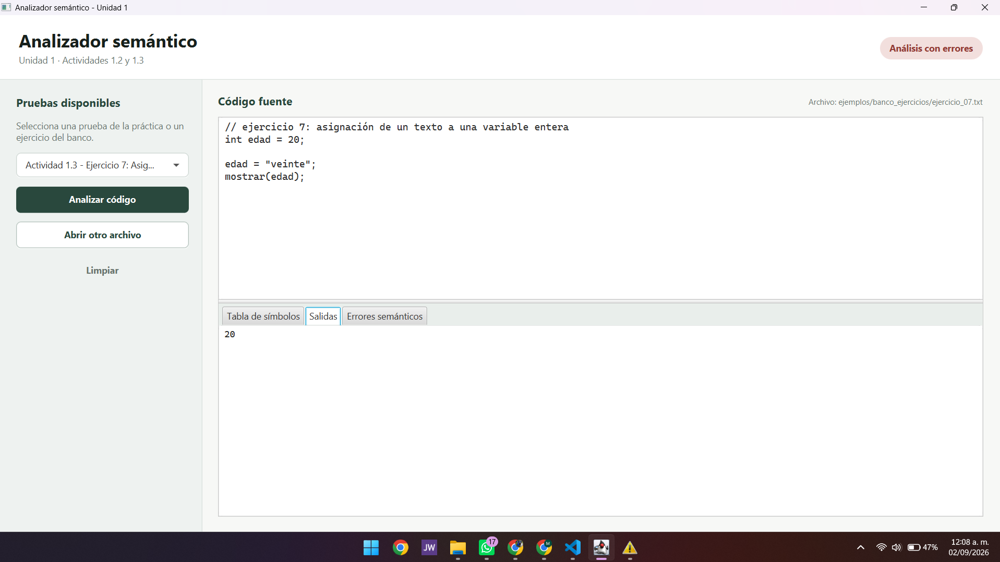 Analizador semántico - Unidad 1
Analizador semántico
Unidad 1 · Actividades 1.2 y 1.3
Análisis con errores
Pruebas disponibles
Selecciona una prueba de la práctica o un
ejercicio del banco.
Actividad 1.3 - Ejercicio 7: Asig...
Analizar código
Abrir otro archivo
Limpiar
Código fuente
Archivo: ejemplos/banco_ejercicios/ejercicio_07.txt
// ejercicio 7: asignación de un texto a una variable entera
int edad = 20;
edad = "veinte";
mostrar(edad);
Tabla de símbolos
Salidas
Errores semánticos
20
JW
17
M
47%
12:08 a. m.
02/09/2026